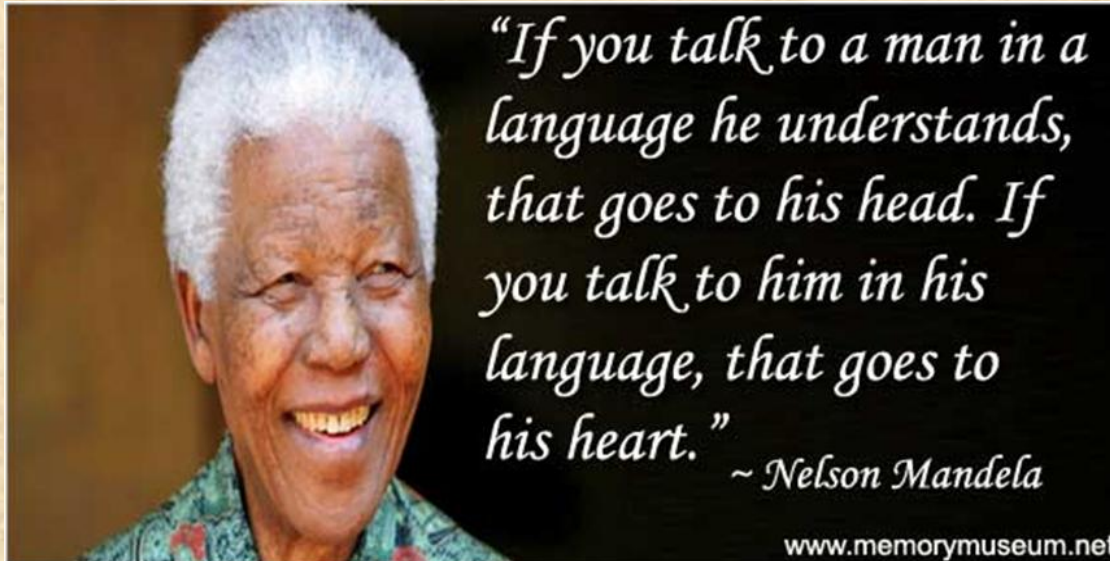 “If you talk to a man in a
language he understands,
that goes to his head. If
you talk to him in his
language, that goes to
his heart.”
~ Nelson Mandela
www.memorymuseum.net